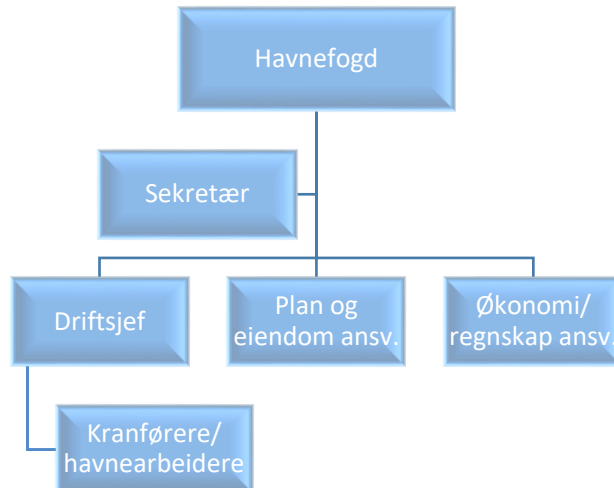 Havnefogd
Sekretær
Driftsjef
Plan og
eiendom ansv.
Økonomi/
regnskap ansv.
Kranførere/
havnearbeidere